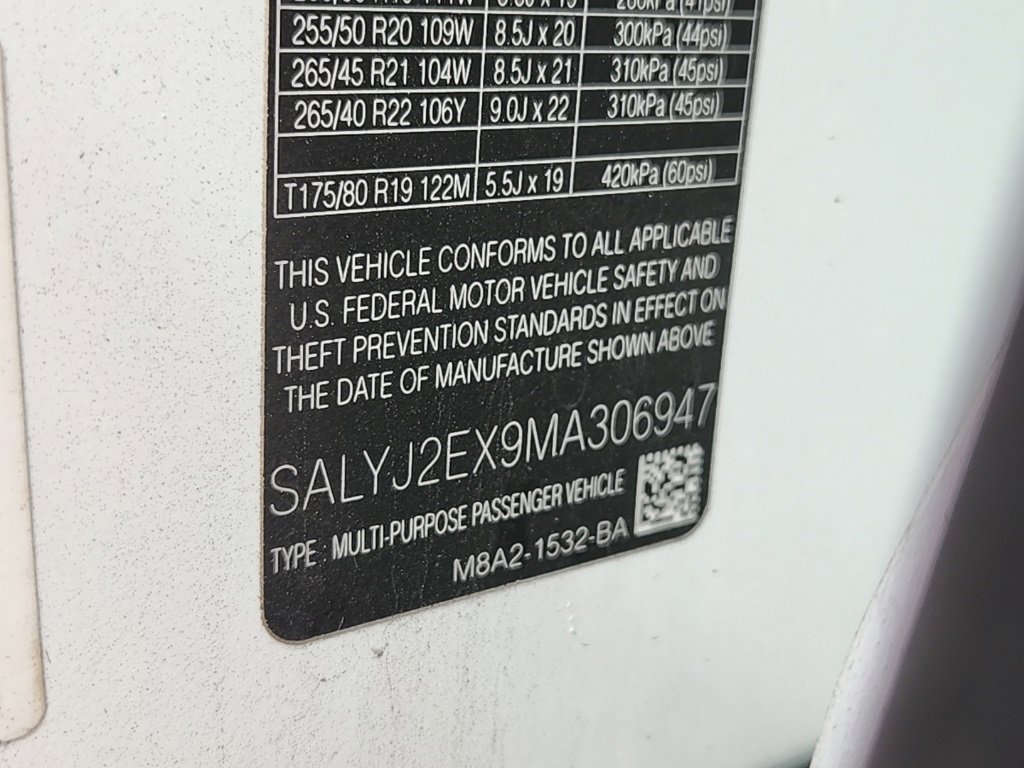 280kPa (41psi)
255/50 R20 109W 8.5J x 20 300kPa (44psi)
265/45 R21 104W 8.5J x 21 310kPa (45psi)
265/40 R22 106Y 9.0J x 22 310kPa (45psi)
T175/80 R19 122M 5.5J x 19 420kPa (60psi)
THIS VEHICLE CONFORMS TO ALL APPLICABLE
U.S. FEDERAL MOTOR VEHICLE SAFETY AND
THEFT PREVENTION STANDARDS IN EFFECT ON
THE DATE OF MANUFACTURE SHOWN ABOVE
SALYJ2EX9MA306947
TYPE : MULTI-PURPOSE PASSENGER VEHICLE
M8A2-1532-BA